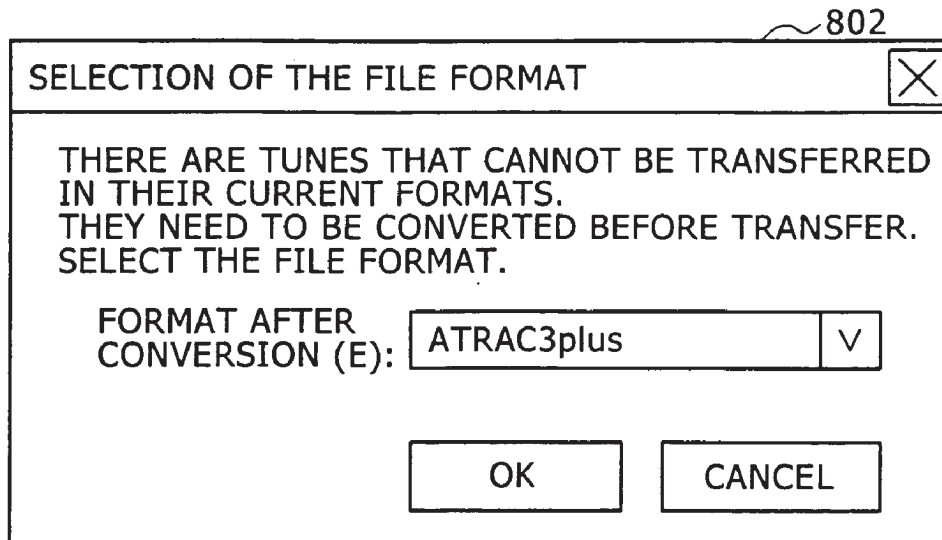 802
SELECTION OF THE FILE FORMAT
THERE ARE TUNES THAT CANNOT BE TRANSFERRED
IN THEIR CURRENT FORMATS.
THEY NEED TO BE CONVERTED BEFORE TRANSFER.
SELECT THE FILE FORMAT.
FORMAT AFTER
CONVERSION (E):
ATRAC3plus
OK
CANCEL